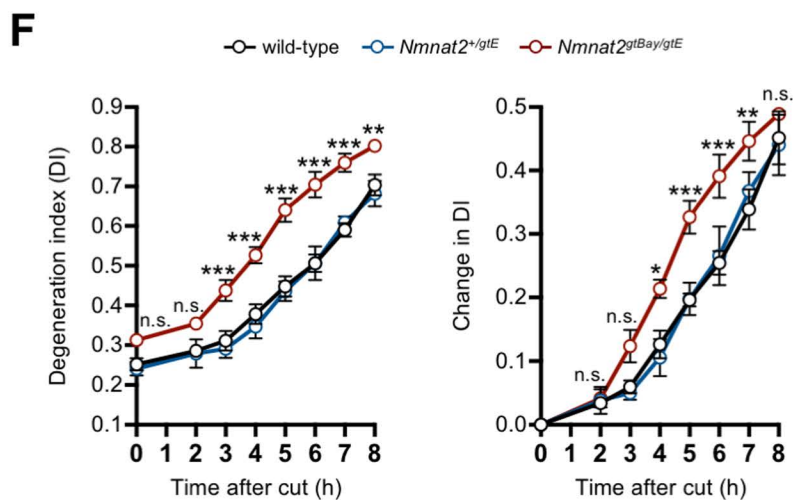 F
wild-type Nmnat2+/gtE Nmnat2gtBay/gtE
Degeneration index (DI)
0.9
0.8
0.7
0.6
0.5
0.4
0.3
0.2
0.1
n.s. n.s. *** *** *** *** *** **
0 1 2 3 4 5 6 7 8
Time after cut (h)
Change in DI
0.5
0.4
0.3
0.2
0.1
0.0
n.s. n.s. * *** *** ** n.s.
0 1 2 3 4 5 6 7 8
Time after cut (h)